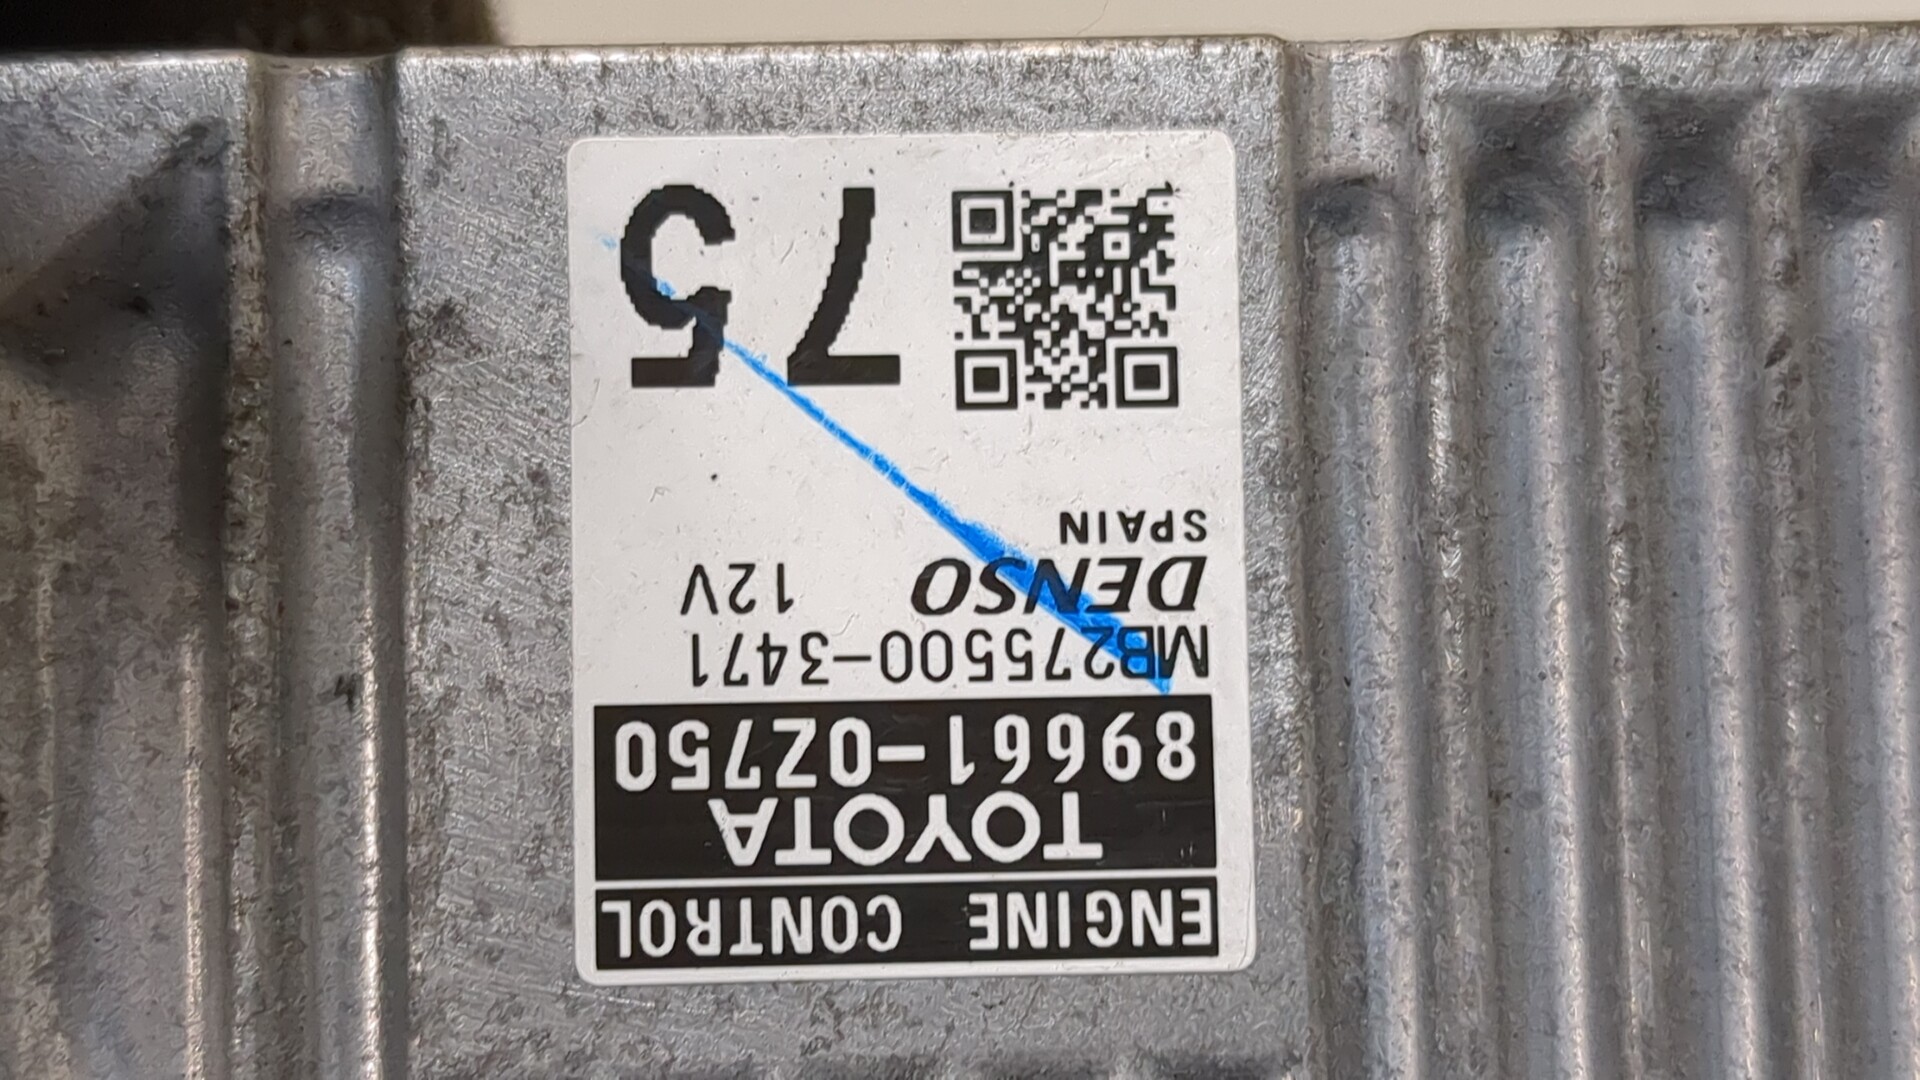 ENGINE CONTROL
TOYOTA
89661-0Z750
MB275500-3471
DENSO 12V
SPAIN
75